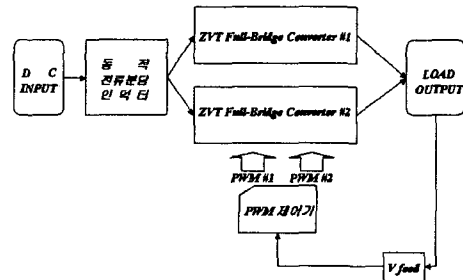 D C
INPUT
동 적
전류분담
인 덕 터
ZVT Full-Bridge Converter #1
ZVT Full-Bridge Converter #2
LOAD
OUTPUT
PWM #1 PWM #2
PWM 제어기
V feed